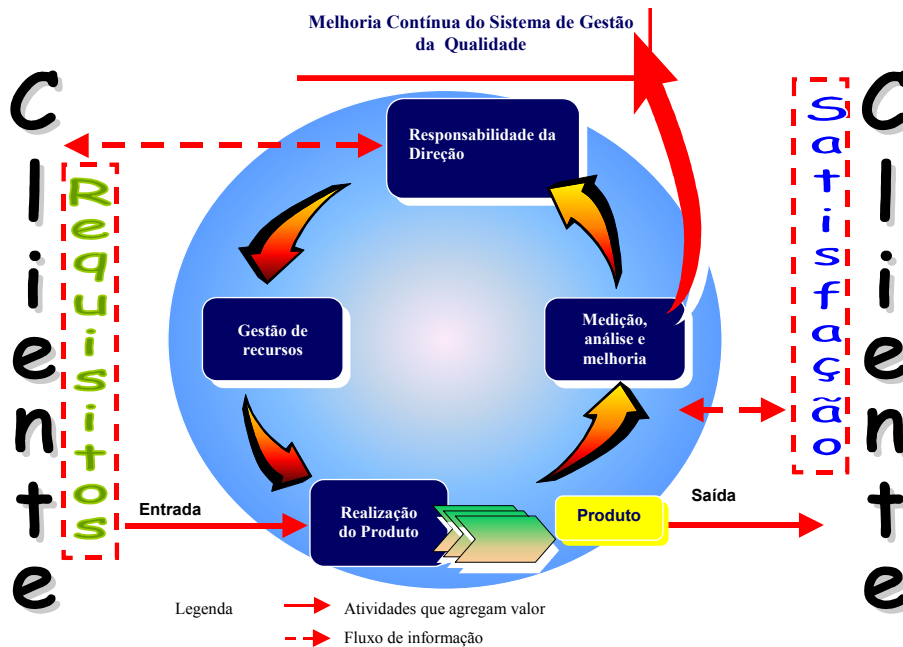 Melhoria Contínua do Sistema de Gestão
da Qualidade
Cliente
Requisitos
Responsabilidade da
Direção
Gestão de
recursos
Medição,
análise e
melhoria
Satisfação
Cliente
Entrada
Realização
do Produto
Produto
Saída
Legenda
Atividades que agregam valor
Fluxo de informação